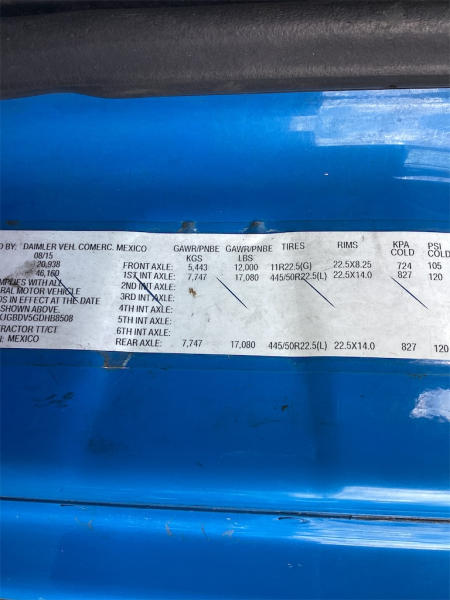 D BY: DAIMLER VEH. COMERC. MEXICO GAWR/PNBE GAWR/PNBE TIRES RIMS KPA PSI
08/15 KGS LBS COLD COLD
20,938 FRONT AXLE: 5,443 12,000 11R22.5(G) 22.5X8.25 724 105
46,160 1ST INT AXLE: 7,747 17,080 445/50R22.5(L) 22.5X14.0 827 120
MPLIES WITH ALL 2ND INT AXLE:
RAL MOTOR VEHICLE 3RD INT AXLE:
DS IN EFFECT AT THE DATE 4TH INT AXLE:
SHOWN ABOVE. 5TH INT AXLE:
KJGBDV5GDHB8508 6TH INT AXLE:
RACTOR TT/CT
: MEXICO REAR AXLE: 7,747 17,080 445/50R22.5(L) 22.5X14.0 827 120